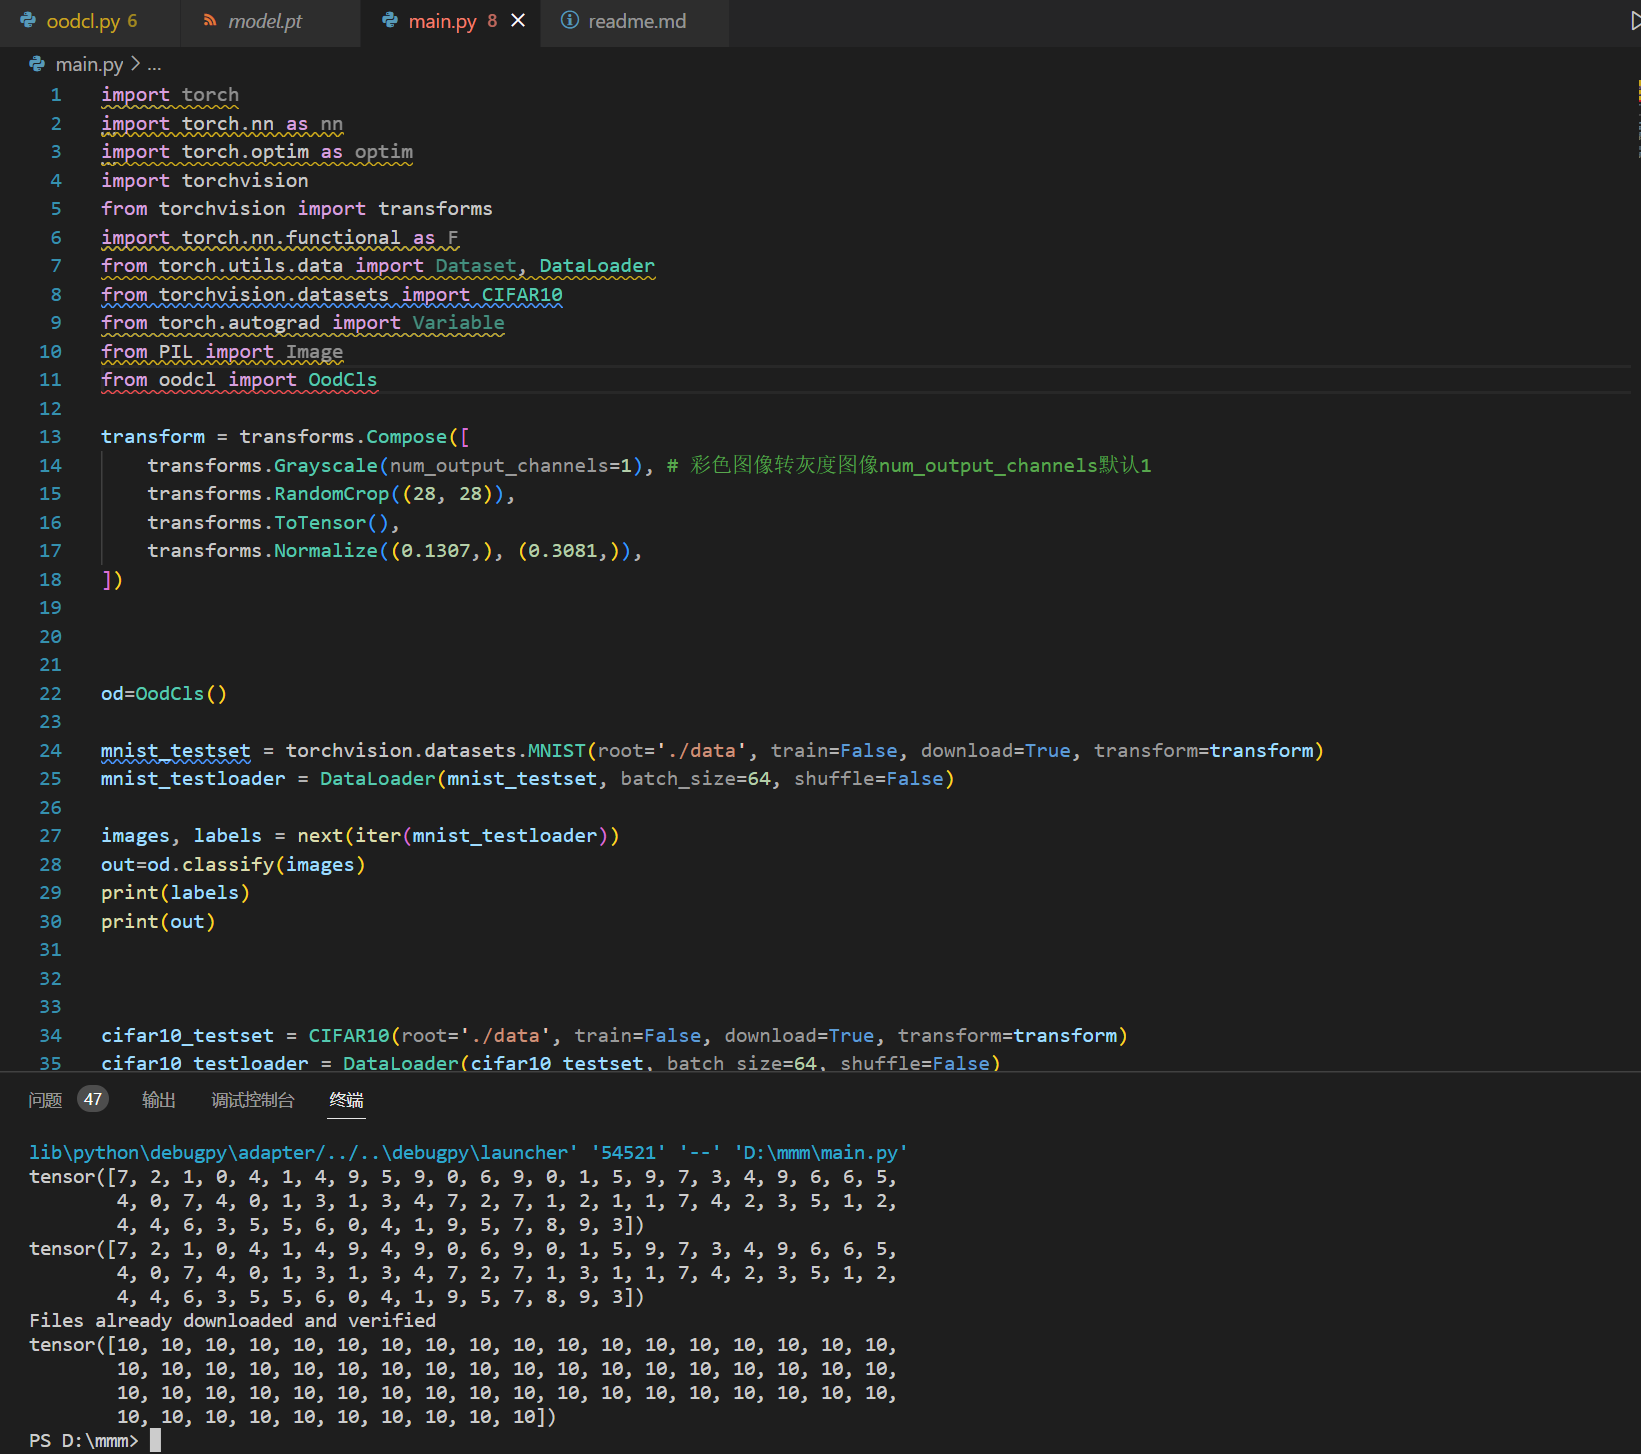 oodcl.py 6 model.pt main.py 8 readme.md
main.py > ...
1 import torch
2 import torch.nn as nn
3 import torch.optim as optim
4 import torchvision
5 from torchvision import transforms
6 import torch.nn.functional as F
7 from torch.utils.data import Dataset, DataLoader
8 from torchvision.datasets import CIFAR10
9 from torch.autograd import Variable
10 from PIL import Image
11 from oodcl import OodCls
12
13 transform = transforms.Compose([
14     transforms.Grayscale(num_output_channels=1), # 彩色图像转灰度图像num_output_channels默认1
15     transforms.RandomCrop((28, 28)),
16     transforms.ToTensor(),
17     transforms.Normalize((0.1307,), (0.3081,)),
18 ])
19
20
21
22 od=OodCls()
23
24 mnist_testset = torchvision.datasets.MNIST(root='./data', train=False, download=True, transform=transform)
25 mnist_testloader = DataLoader(mnist_testset, batch_size=64, shuffle=False)
26
27 images, labels = next(iter(mnist_testloader))
28 out=od.classify(images)
29 print(labels)
30 print(out)
31
32
33
34 cifar10_testset = CIFAR10(root='./data', train=False, download=True, transform=transform)
35 cifar10_testloader = DataLoader(cifar10_testset, batch_size=64, shuffle=False)
问题 47 输出 调试控制台 终端
lib\python\debugpy\adapter/../..\debugpy\launcher' '54521' '--' 'D:\mmm\main.py'
tensor([7, 2, 1, 0, 4, 1, 4, 9, 5, 9, 0, 6, 9, 0, 1, 5, 9, 7, 3, 4, 9, 6, 6, 5,
        4, 0, 7, 4, 0, 1, 3, 1, 3, 4, 7, 2, 7, 1, 2, 1, 1, 7, 4, 2, 3, 5, 1, 2,
        4, 4, 6, 3, 5, 5, 6, 0, 4, 1, 9, 5, 7, 8, 9, 3])
tensor([7, 2, 1, 0, 4, 1, 4, 9, 4, 9, 0, 6, 9, 0, 1, 5, 9, 7, 3, 4, 9, 6, 6, 5,
        4, 0, 7, 4, 0, 1, 3, 1, 3, 4, 7, 2, 7, 1, 3, 1, 1, 7, 4, 2, 3, 5, 1, 2,
        4, 4, 6, 3, 5, 5, 6, 0, 4, 1, 9, 5, 7, 8, 9, 3])
Files already downloaded and verified
tensor([10, 10, 10, 10, 10, 10, 10, 10, 10, 10, 10, 10, 10, 10, 10, 10, 10, 10,
        10, 10, 10, 10, 10, 10, 10, 10, 10, 10, 10, 10, 10, 10, 10, 10, 10, 10,
        10, 10, 10, 10, 10, 10, 10, 10, 10, 10, 10, 10, 10, 10, 10, 10, 10, 10,
        10, 10, 10, 10, 10, 10, 10, 10, 10, 10])
PS D:\mmm>